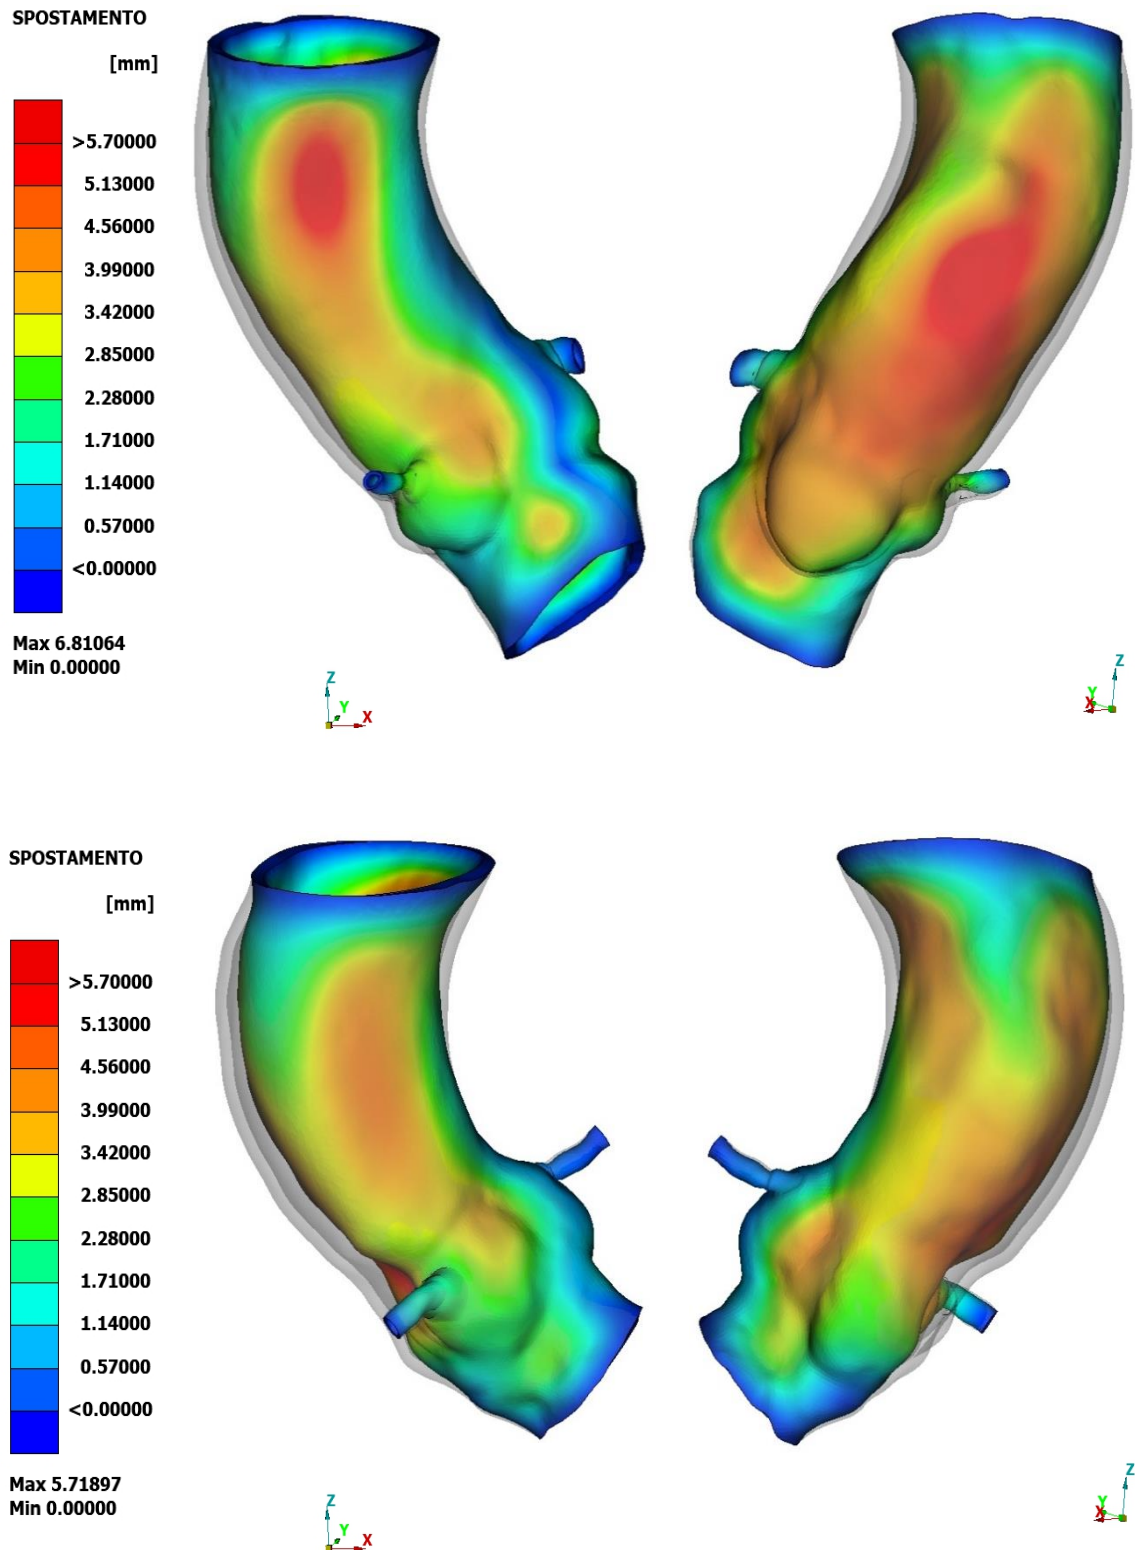 SPOSTAMENTO
[mm]
>5.70000
5.13000
4.56000
3.99000
3.42000
2.85000
2.28000
1.71000
1.14000
0.57000
<0.00000
Max 6.81064
Min 0.00000
Z
Y
X
Z
Y
X
SPOSTAMENTO
[mm]
>5.70000
5.13000
4.56000
3.99000
3.42000
2.85000
2.28000
1.71000
1.14000
0.57000
<0.00000
Max 5.71897
Min 0.00000
Z
Y
X
Z
Y
X